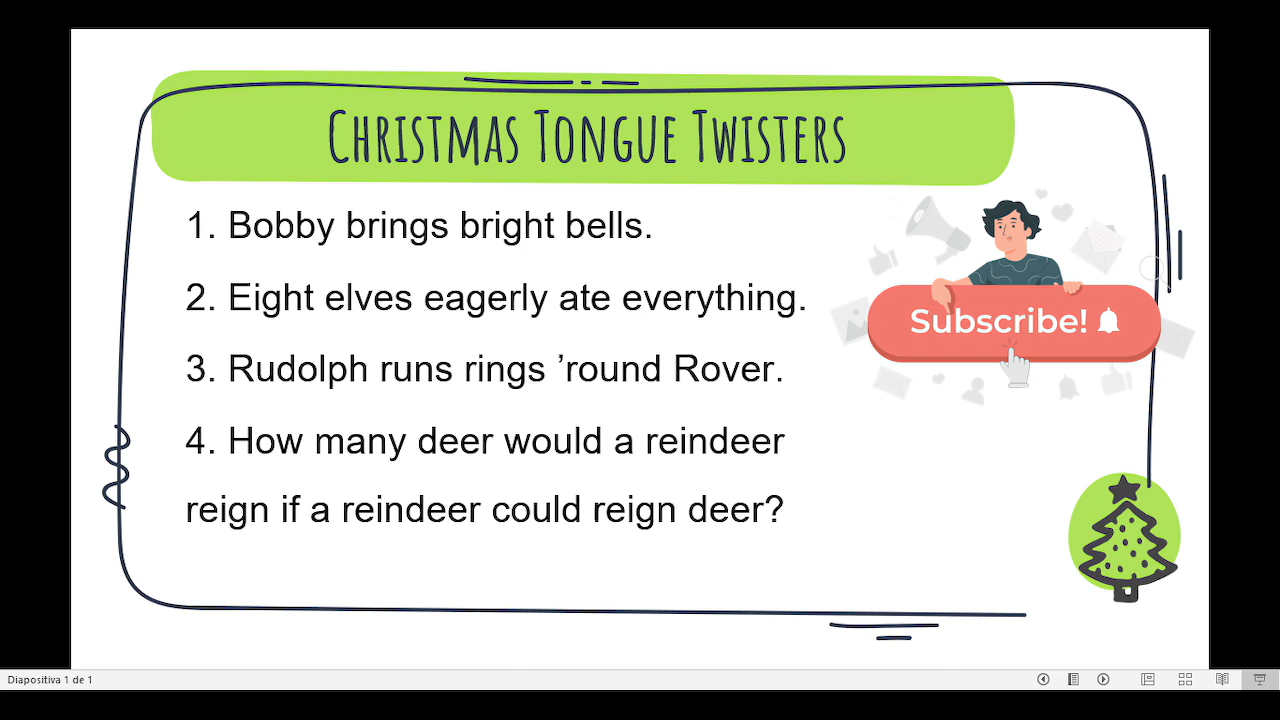 Christmas Tongue Twisters
1. Bobby brings bright bells.
2. Eight elves eagerly ate everything.
3. Rudolph runs rings ’round Rover.
4. How many deer would a reindeer
reign if a reindeer could reign deer?
Subscribe!
Diapositiva 1 de 1